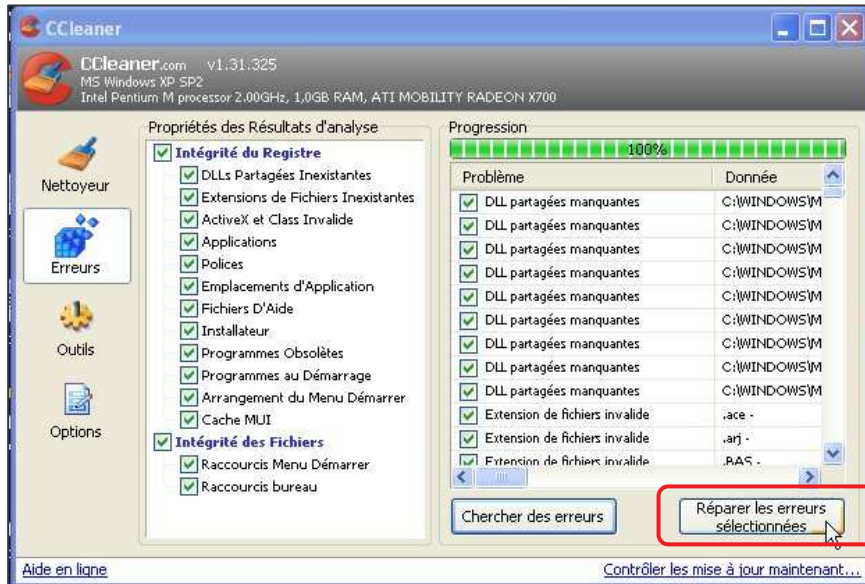 CCleaner
CCleaner.com v1.31.325
MS Windows XP SP2
Intel Pentium M processor 2.00GHz, 1,0GB RAM, ATI MOBILITY RADEON X700
Nettoyeur
Erreurs
Outils
Options
Propriétés des Résultats d'analyse
Intégrité du Registre
DLLs Partagées Inexistantes
Extensions de Fichiers Inexistantes
ActiveX et Class Invalide
Applications
Polices
Emplacements d'Application
Fichiers D'Aide
Installateur
Programmes Obsolètes
Programmes au Démarrage
Arrangement du Menu Démarrer
Cache MUI
Intégrité des Fichiers
Raccourcis Menu Démarrer
Raccourcis bureau
Progression
100%
Problème Donnée
DLL partagées manquantes C:\WINDOWS\M
DLL partagées manquantes C:\WINDOWS\M
DLL partagées manquantes C:\WINDOWS\M
DLL partagées manquantes C:\WINDOWS\M
DLL partagées manquantes C:\WINDOWS\M
DLL partagées manquantes C:\WINDOWS\M
DLL partagées manquantes C:\WINDOWS\M
DLL partagées manquantes C:\WINDOWS\M
DLL partagées manquantes C:\WINDOWS\M
Extension de fichiers invalide .ace -
Extension de fichiers invalide .arj -
Extension de fichiers invalide .BAS -
Chercher des erreurs
Réparer les erreurs
sélectionnées
Aide en ligne
Contrôler les mise à jour maintenant...